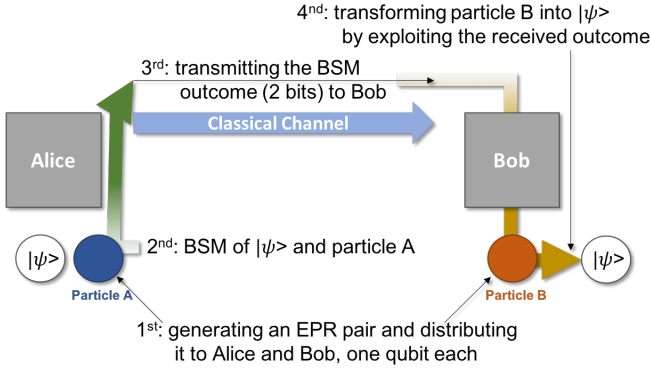 4nd: transforming particle B into |ψ>
by exploiting the received outcome
3rd: transmitting the BSM
outcome (2 bits) to Bob
Classical Channel
Alice
Bob
|ψ>
2nd: BSM of |ψ> and particle A
|ψ>
Particle A
Particle B
1st: generating an EPR pair and distributing
it to Alice and Bob, one qubit each